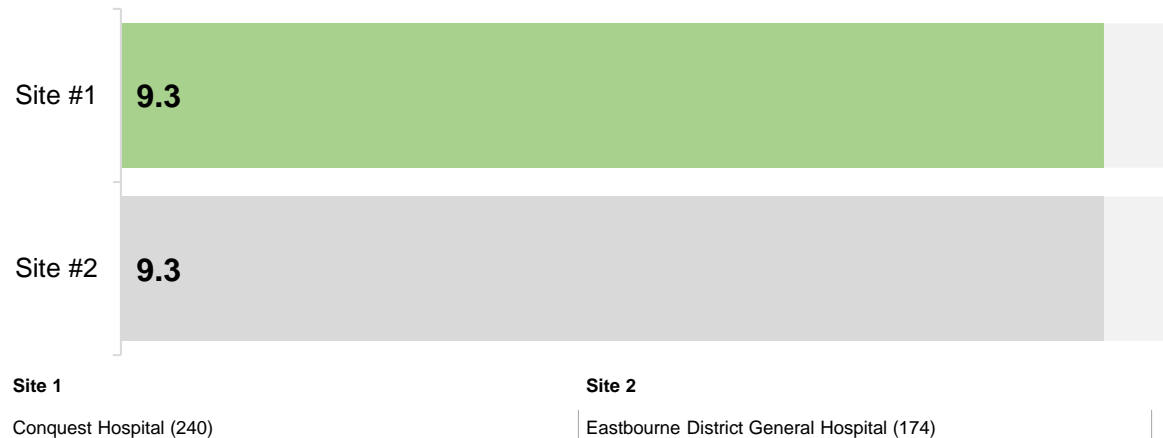 Site #1
9.3
Site #2
9.3
Site 1
Site 2
Conquest Hospital (240)
Eastbourne District General Hospital (174)